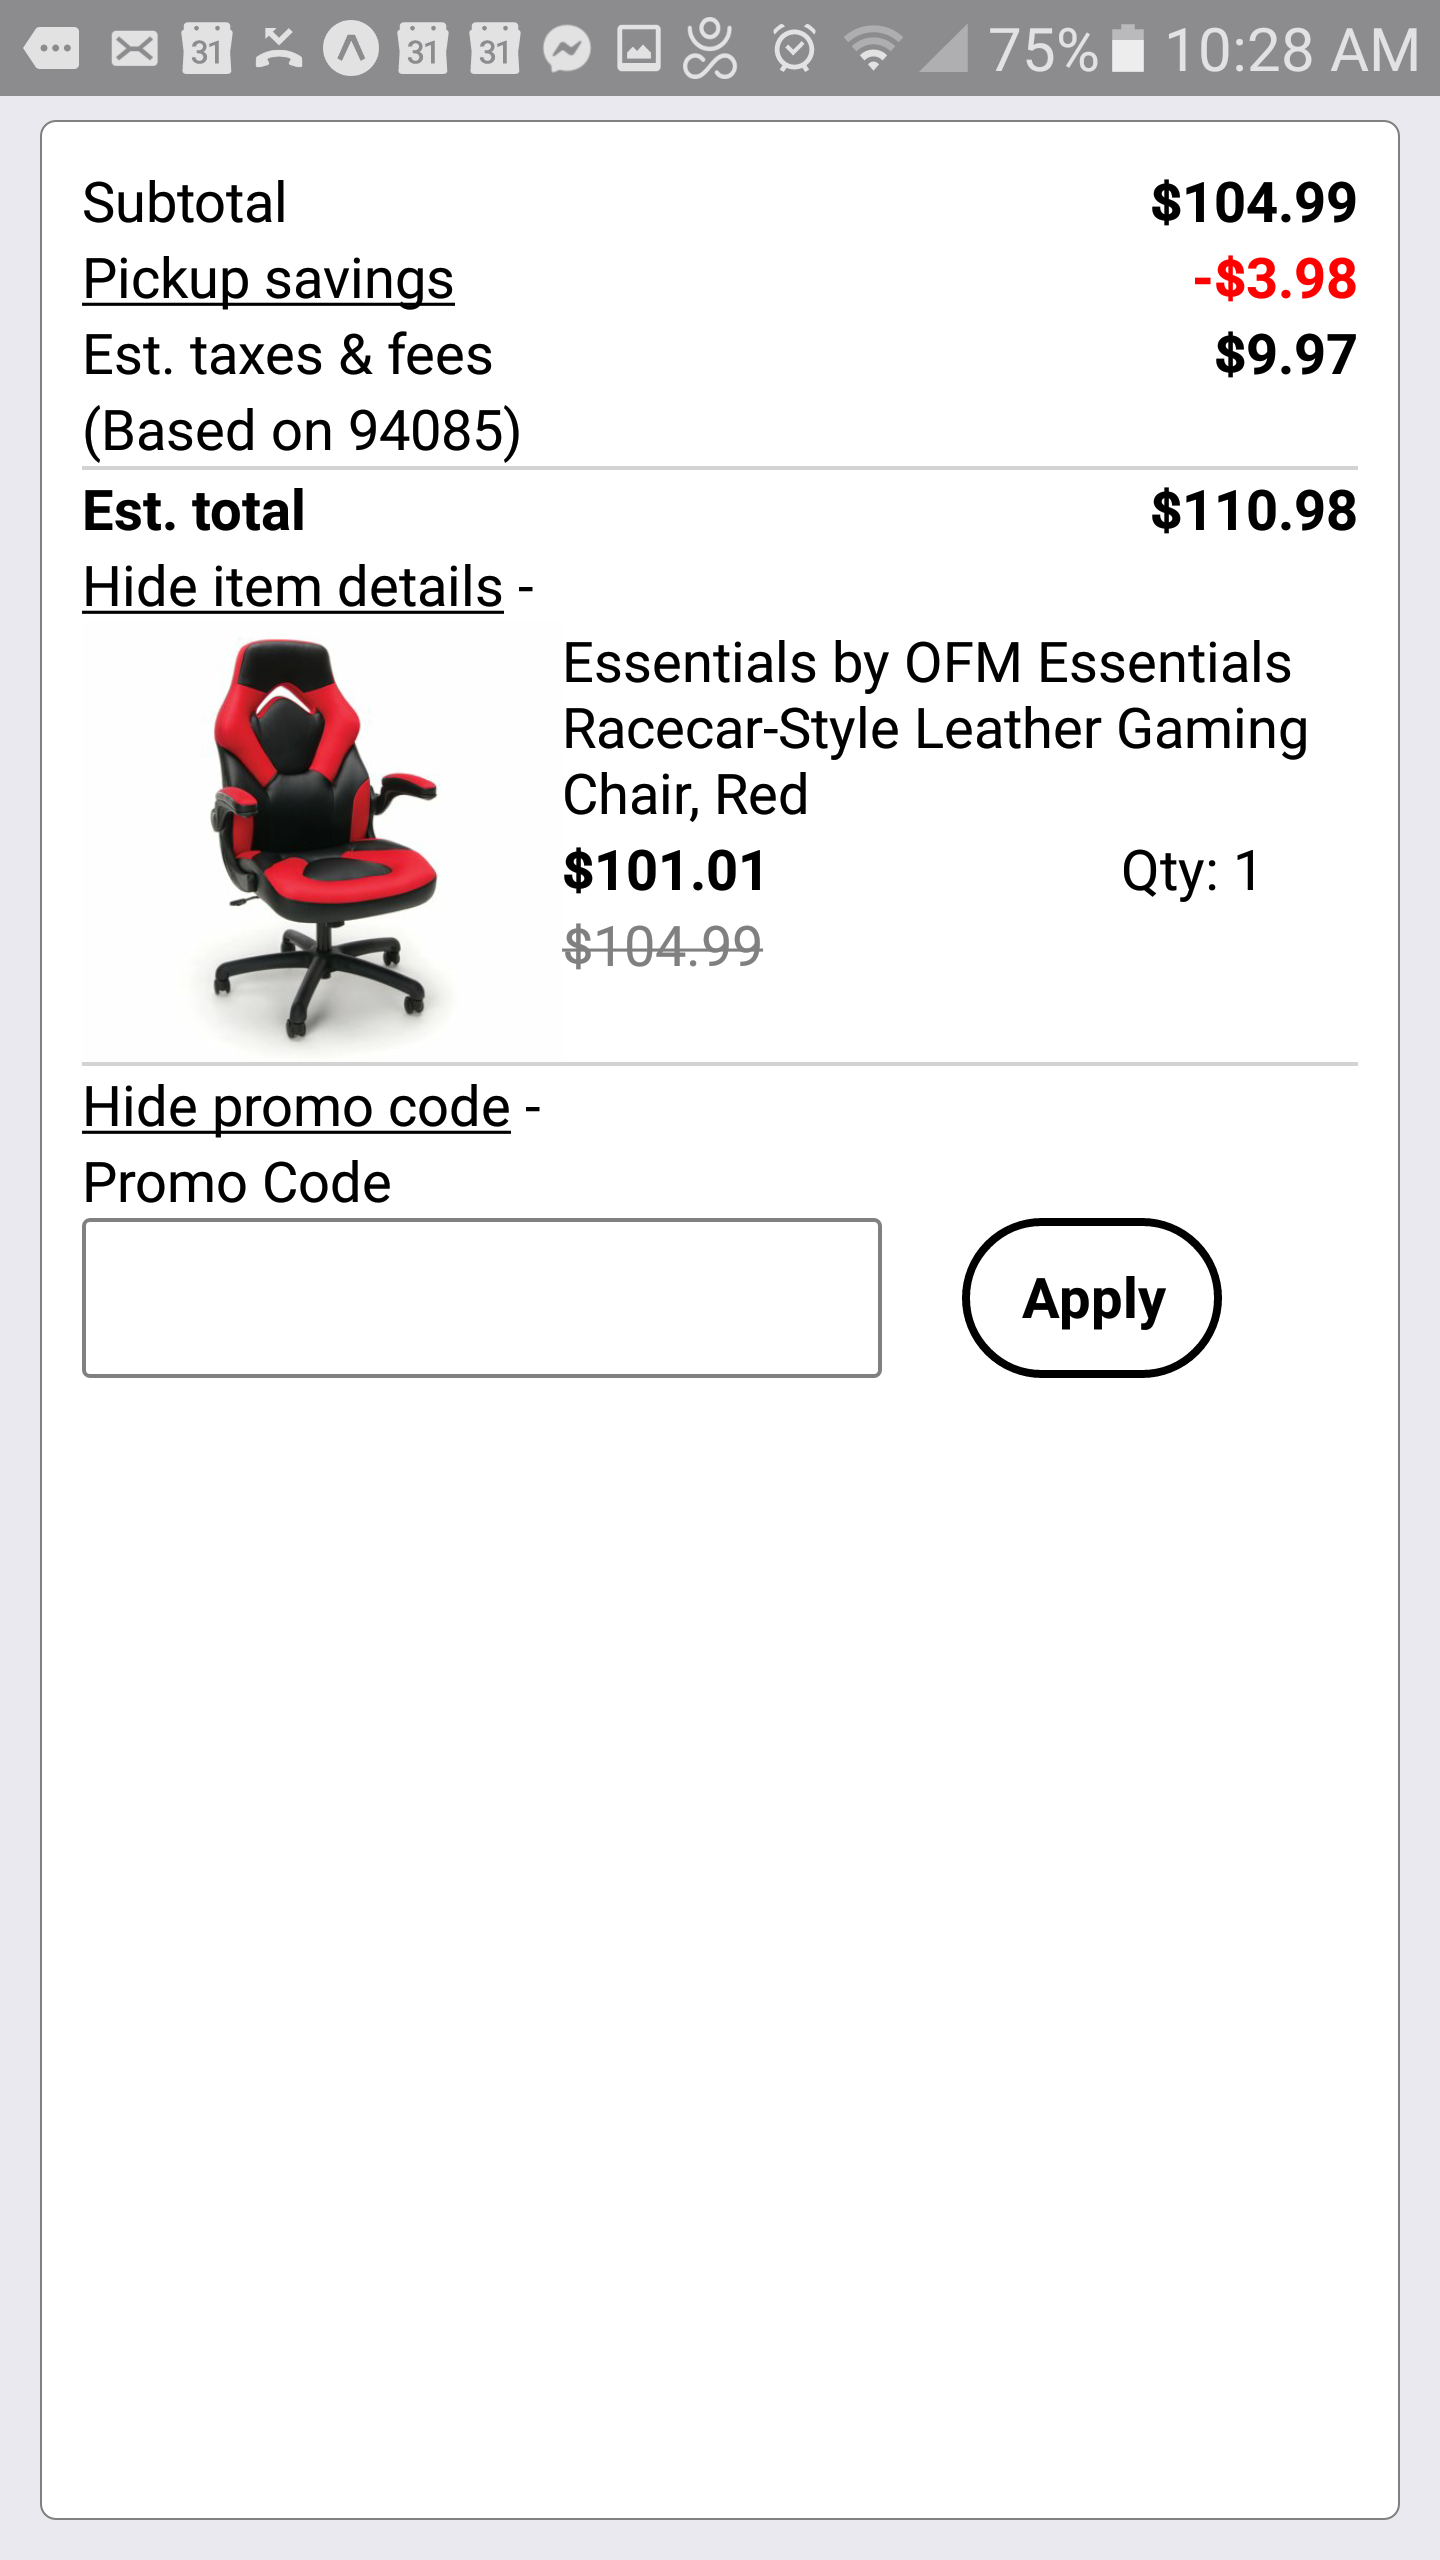 31 31 31 75% 10:28 AM
Subtotal $104.99
Pickup savings -$3.98
Est. taxes & fees $9.97
(Based on 94085)
Est. total $110.98
Hide item details -
Essentials by OFM Essentials
Racecar-Style Leather Gaming
Chair, Red
$101.01 Qty: 1
$104.99
Hide promo code -
Promo Code
Apply